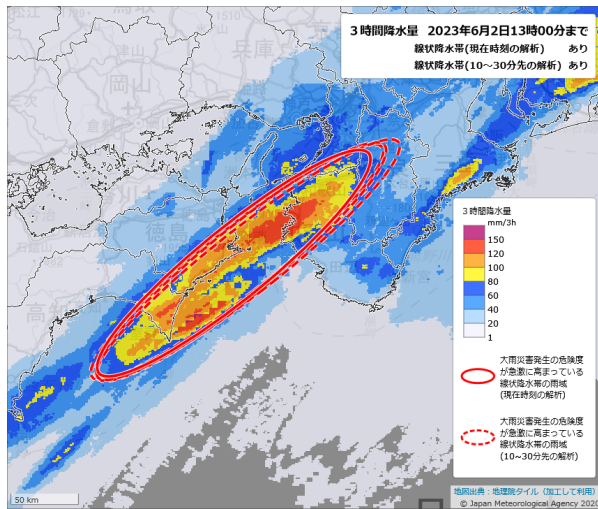 ３時間降水量 2023年6月2日13時00分まで
線状降水帯(現在時刻の解析) あり
線状降水帯(10～30分先の解析) あり
1510
松江
津山
兵庫
岡山
三次
徳島
高
三
３時間降水量
mm/3h
150
120
100
80
60
40
20
1
大雨災害発生の危険度
が急激に高まっている
線状降水帯の雨域
(現在時刻の解析)
大雨災害発生の危険度
が急激に高まっている
線状降水帯の雨域
(10~30分先の解析)
50 km
地図出典：地理院タイル（加工して利用）
© Japan Meteorological Agency 2020